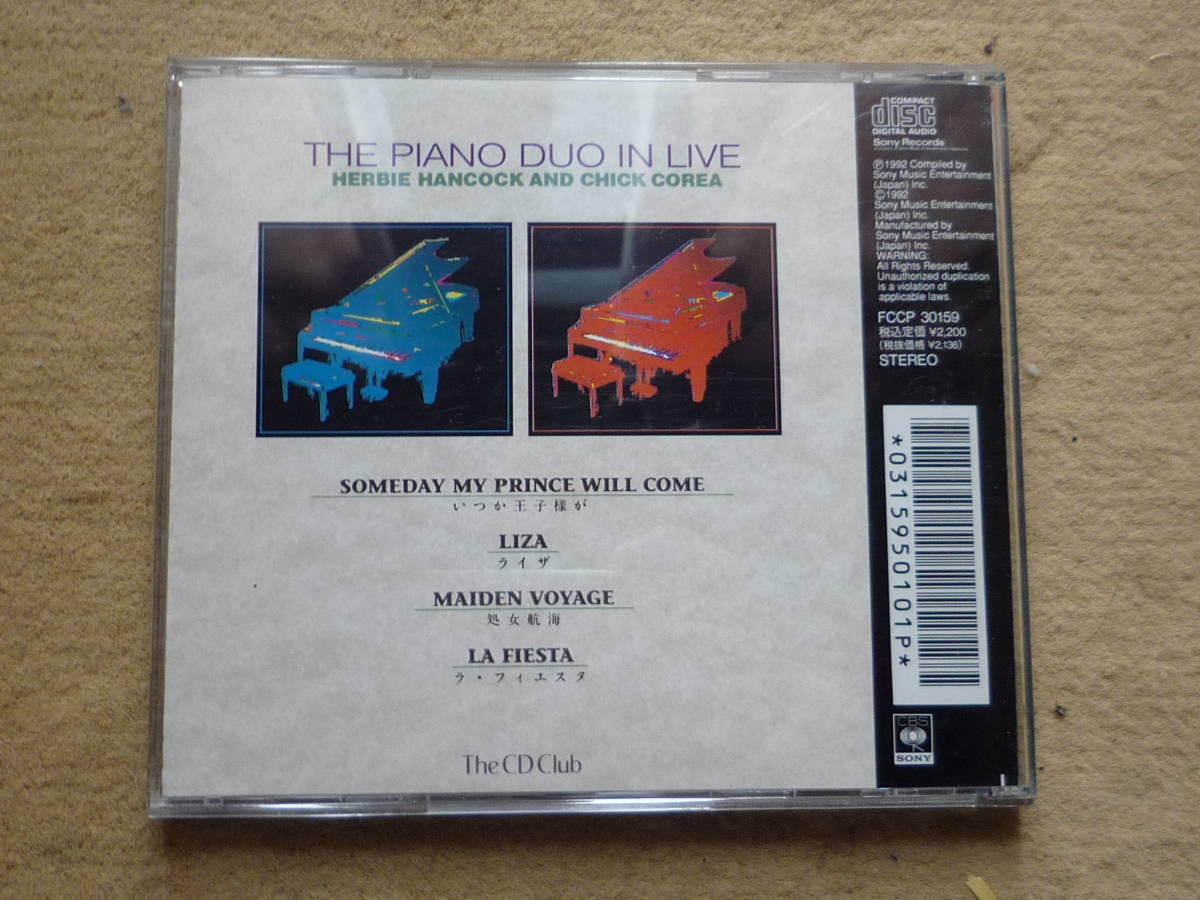 THE PIANO DUO IN LIVE
HERBIE HANCOCK AND CHICK COREA
SOMEDAY MY PRINCE WILL COME
いつか王子様が
LIZA
ライザ
MAIDEN VOYAGE
処女航海
LA FIESTA
ラ・フィエスタ
The CD Club
COMPACT
disc
DIGITAL AUDIO
Sony Records
℗1992 Compiled by
Sony Music Entertainment
(Japan) Inc.
©1992
Sony Music Entertainment
(Japan) Inc.
Manufactured by
Sony Music Entertainment
(Japan) Inc.
WARNING:
All Rights Reserved.
Unauthorized duplication
is a violation of
applicable laws.
FCCP 30159
税込定価 ¥2,200
(税抜価格 ¥2,136)
STEREO
*0315950101P*
CBS
SONY